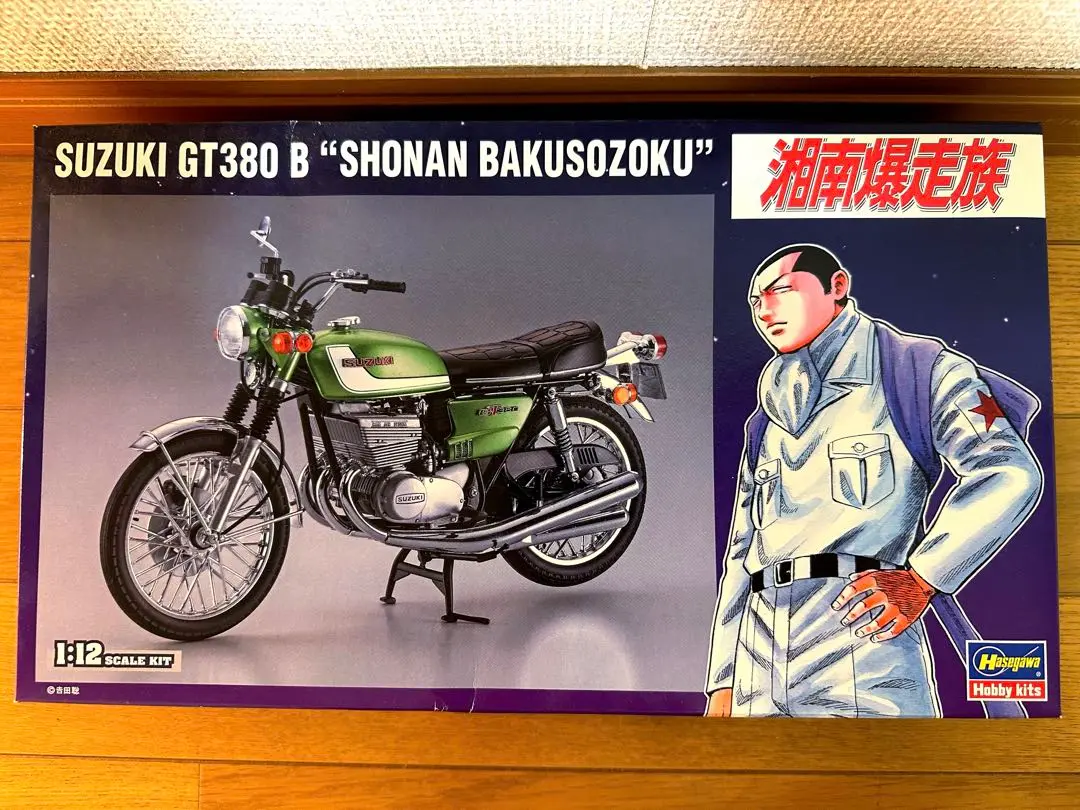 SUZUKI GT380 B “SHONAN BAKUSOZOKU”
湘南爆走族
SUZUKI
SUZUKI
1:12 SCALE KIT
©吉田聡
Hasegawa®
Hobby kits